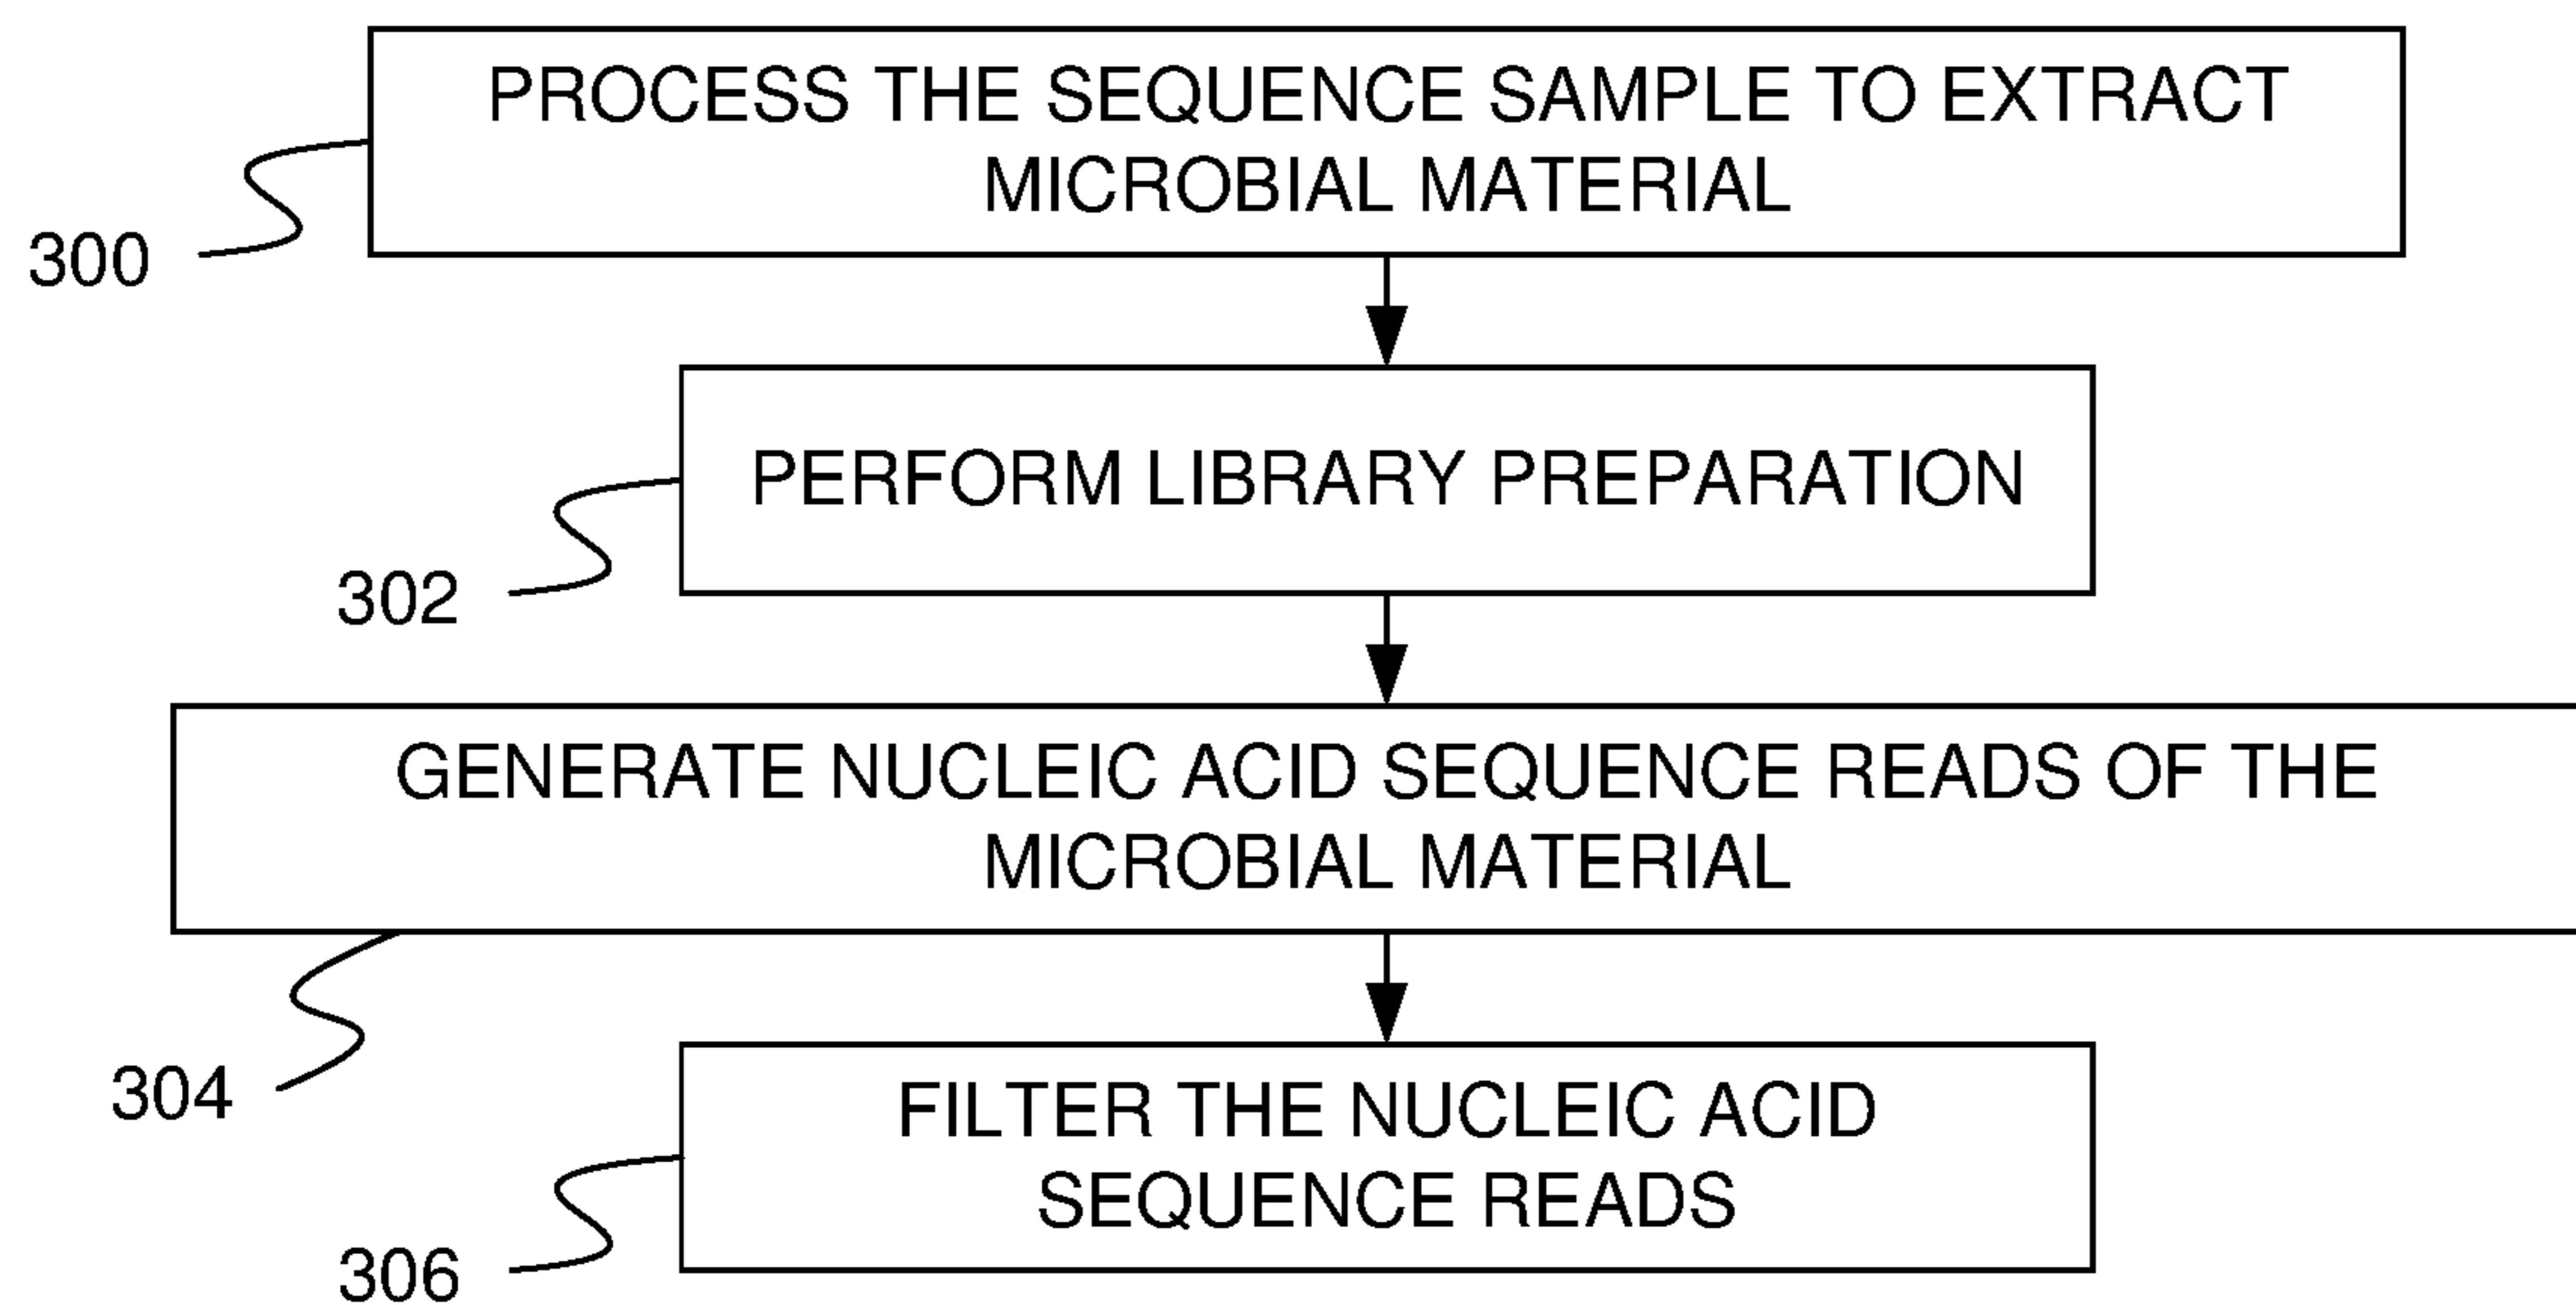 PROCESS THE SEQUENCE SAMPLE TO EXTRACT
MICROBIAL MATERIAL
300
PERFORM LIBRARY PREPARATION
302
GENERATE NUCLEIC ACID SEQUENCE READS OF THE
MICROBIAL MATERIAL
304
FILTER THE NUCLEIC ACID
SEQUENCE READS
306